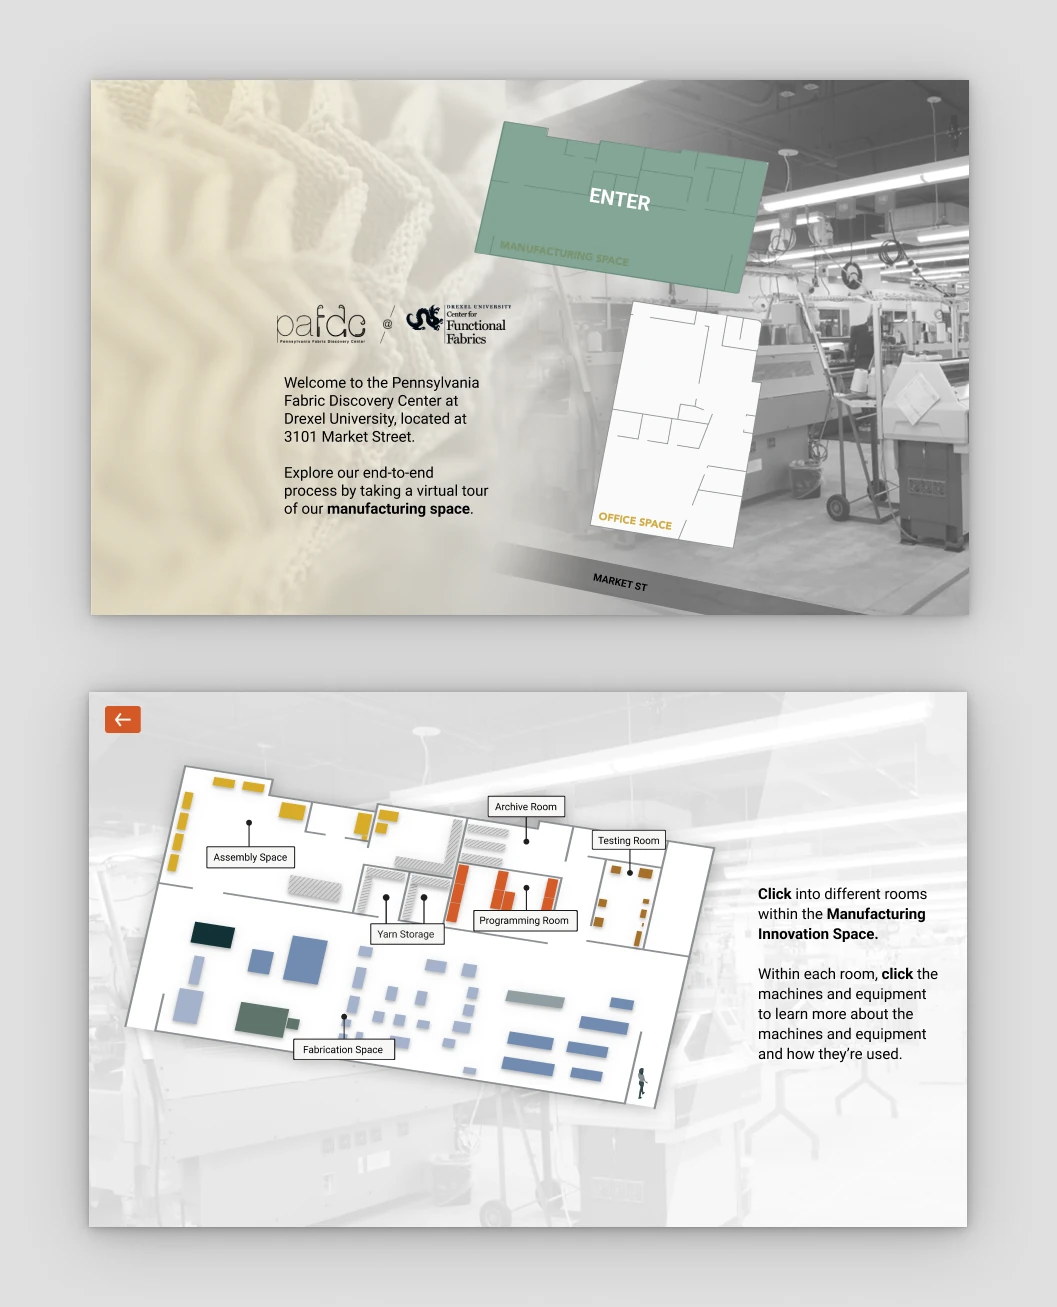 ENTER
MANUFACTURING SPACE
pafdc
Pennsylvania Fabric Discovery Center
@
DREXEL UNIVERSITY
Center for
Functional
Fabrics
Welcome to the Pennsylvania
Fabric Discovery Center at
Drexel University, located at
3101 Market Street.
Explore our end-to-end
process by taking a virtual tour
of our manufacturing space.
OFFICE SPACE
MARKET ST
Archive Room
Testing Room
Assembly Space
Programming Room
Yarn Storage
Fabrication Space
Click into different rooms
within the Manufacturing
Innovation Space.
Within each room, click the
machines and equipment
to learn more about the
machines and equipment
and how they're used.